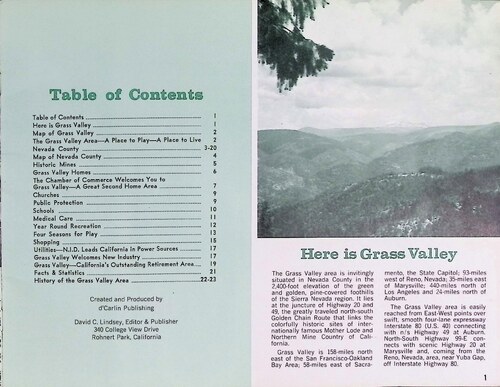 Table of Contents
Table of Contents 1
Here is Grass Valley 1
Map of Grass Valley 2
The Grass Valley Area—A Place to Play—A Place to Live 2
Nevada County 3-20
Map of Nevada County 4
Historic Mines 5
Grass Valley Homes 6
The Chamber of Commerce Welcomes You to
Grass Valley—A Great Second Home Area 7
Churches 9
Public Protection 9
Schools 10
Medical Care 11
Year Round Recreation 12
Four Seasons for Play 13
Shopping 15
Utilities—N.I.D. Leads California in Power Sources 17
Grass Valley Welcomes New Industry 17
Grass Valley—California's Outstanding Retirement Area 19
Facts & Statistics 21
History of the Grass Valley Area 22-23
Created and Produced by
d'Carlin Publishing
David C. Lindsey, Editor & Publisher
340 College View Drive
Rohnert Park, California
Here is Grass Valley
The Grass Valley area is invitingly
situated in Nevada County in the
2,400-foot elevation of the green
and golden, pine-covered foothills
of the Sierra Nevada region. It lies
at the juncture of Highway 20 and
49, the greatly traveled north-south
Golden Chain Route that links the
colorfully historic sites of inter-
nationally famous Mother Lode and
Northern Mine Country of Cali-
fornia.
Grass Valley is 158-miles north
east of the San Francisco-Oakland
Bay Area; 58-miles east of Sacra-
mento, the State Capitol; 93-miles
west of Reno, Nevada; 35-miles east
of Marysville; 440-miles north of
Los Angeles and 24-miles north of
Auburn.
The Grass Valley area is easily
reached from East-West points over
swift, smooth four-lane expressway
Interstate 80 (U.S. 40) connecting
with n/s Highway 49 at Auburn.
North-South Highway 99-E con-
nects with scenic Highway 20 at
Marysville and, coming from the
Reno, Nevada, area, near Yuba Gap,
off Interstate Highway 80.
1